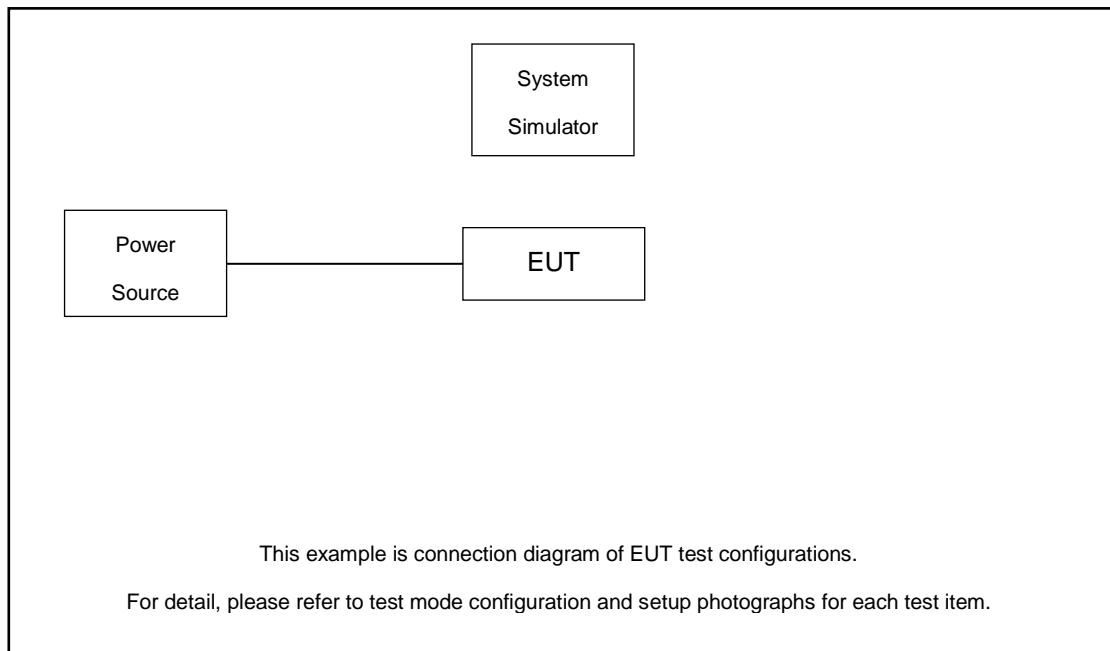 System
Simulator
Power
Source
EUT
This example is connection diagram of EUT test configurations.
For detail, please refer to test mode configuration and setup photographs for each test item.